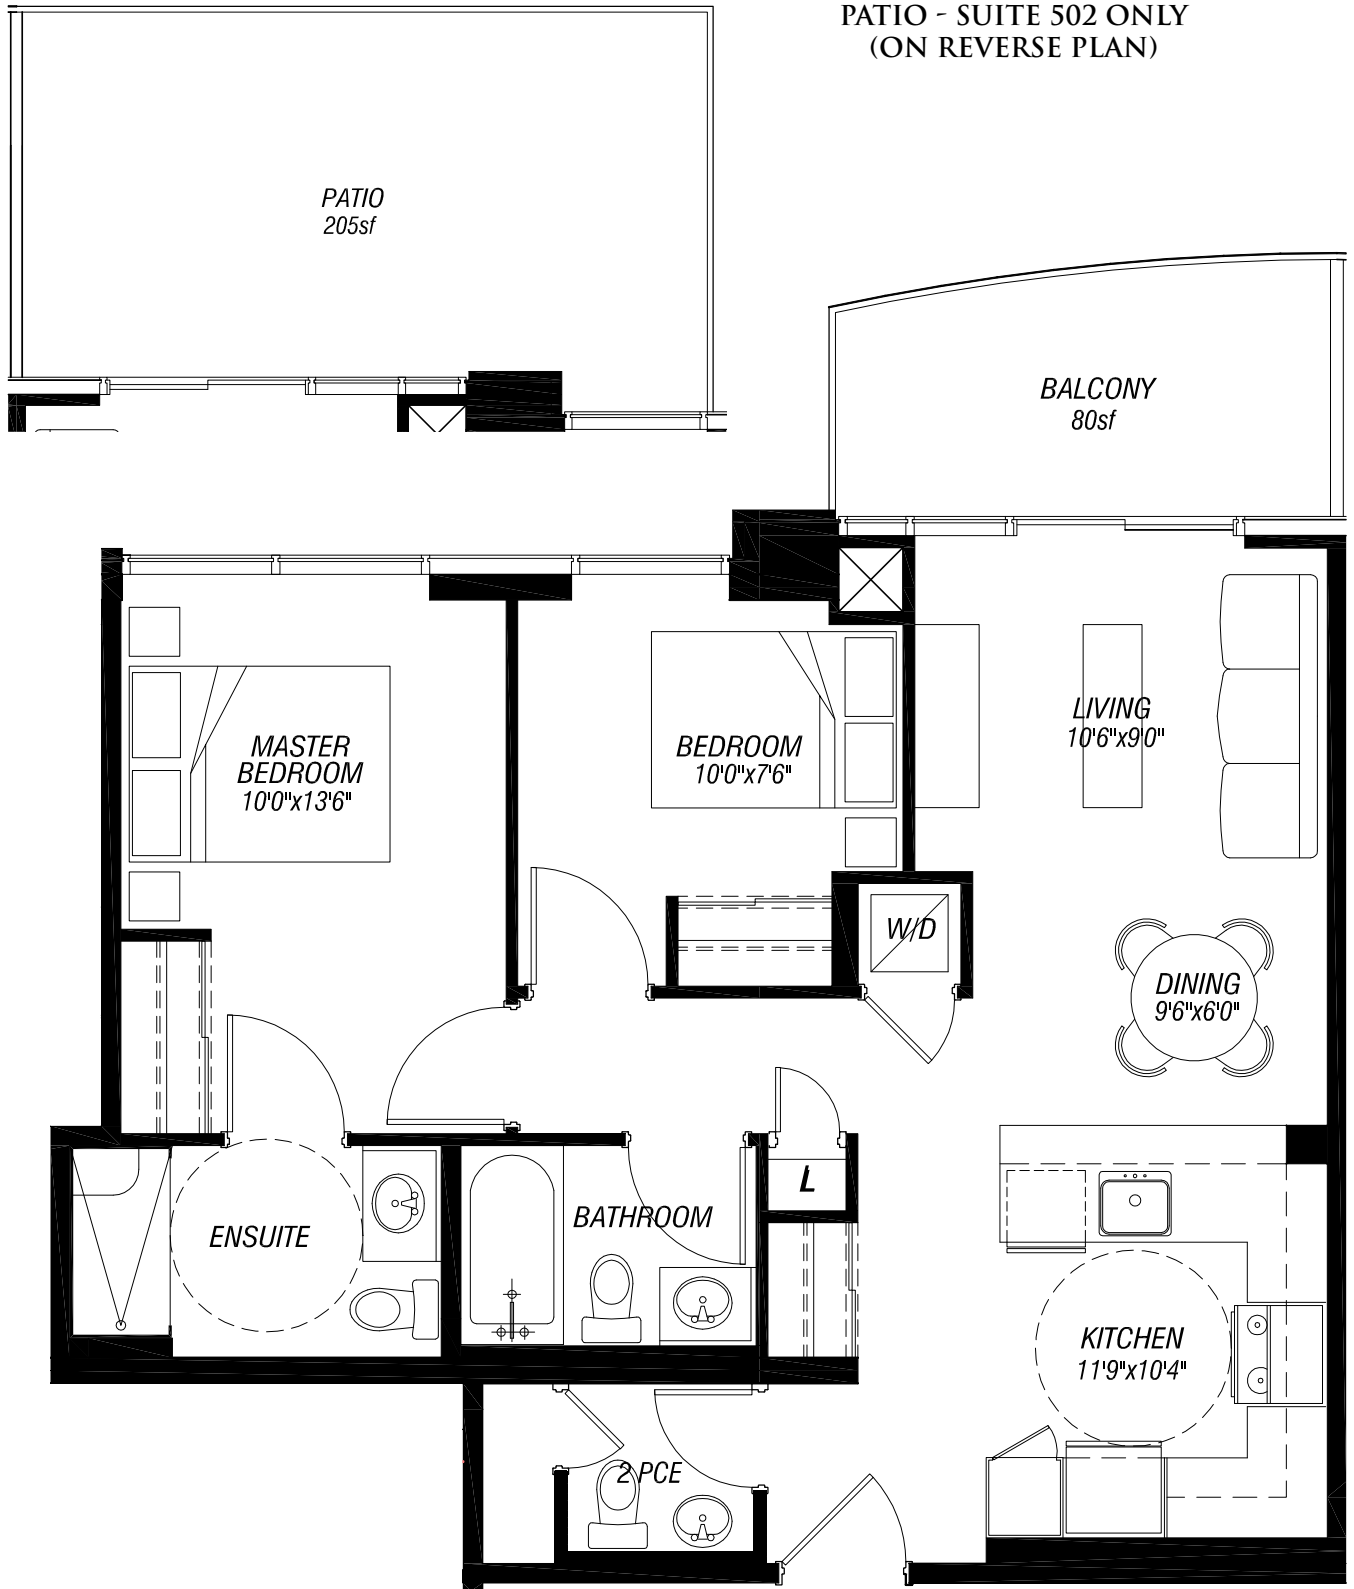 PATIO - SUITE 502 ONLY
(ON REVERSE PLAN)
PATIO
205sf
BALCONY
80sf
LIVING
10'6"x9'0"
MASTER
BEDROOM
10'0"x13'6"
BEDROOM
10'0"x7'6"
W/D
DINING
9'6"x6'0"
L
ENSUITE
BATHROOM
KITCHEN
11'9"x10'4"
2 PCE